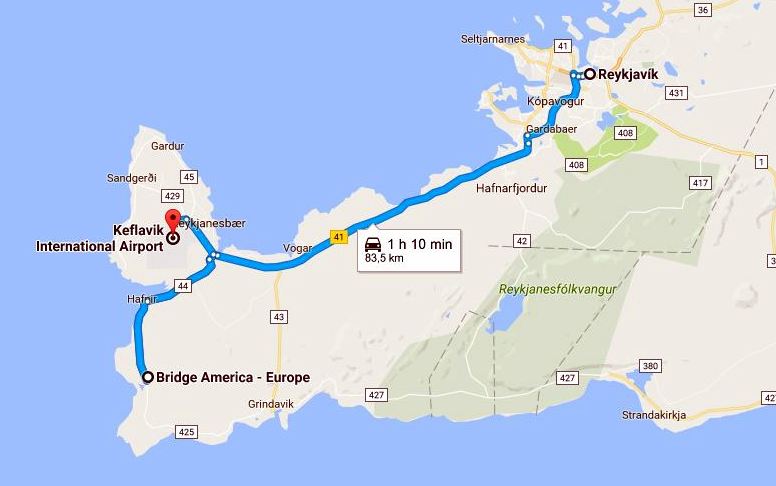 36
Seltjarnarnes
41
Reykjavík
431
Kópavogur
Gardabaer
408
Gardur
1
408
45
Sandgerði
417
429
Hafnarfjordur
Reykjanesbær
Keflavik
International Airport
41
1 h 10 min
83,5 km
42
Vogar
44
Reykjanesfólkvangur
Hafnir
43
380
Bridge America - Europe
427
427
Grindavik
Strandakirkja
425